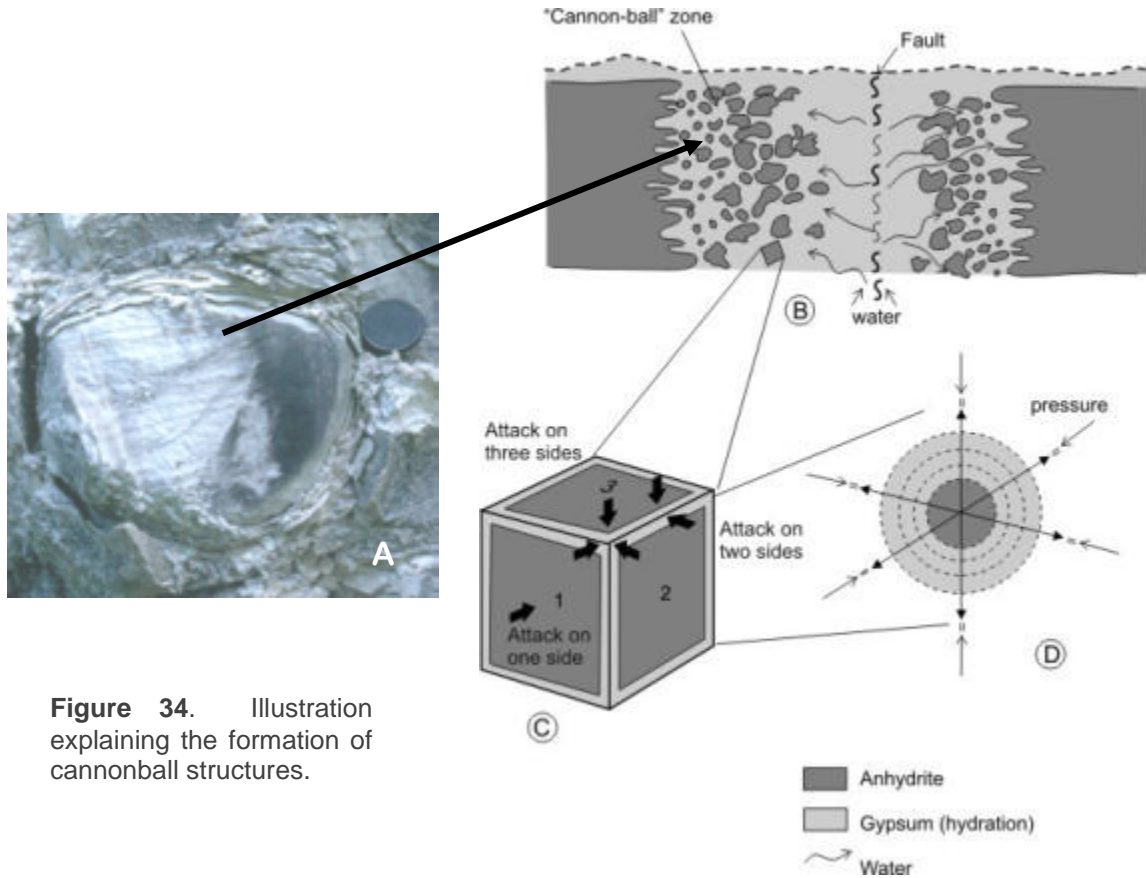 "Cannon-ball" zone
Fault
B
water
A
Attack on
three sides
3
Attack on
two sides
1
2
Attack on
one side
C
pressure
D
Figure 34. Illustration
explaining the formation of
cannonball structures.
Anhydrite
Gypsum (hydration)
Water